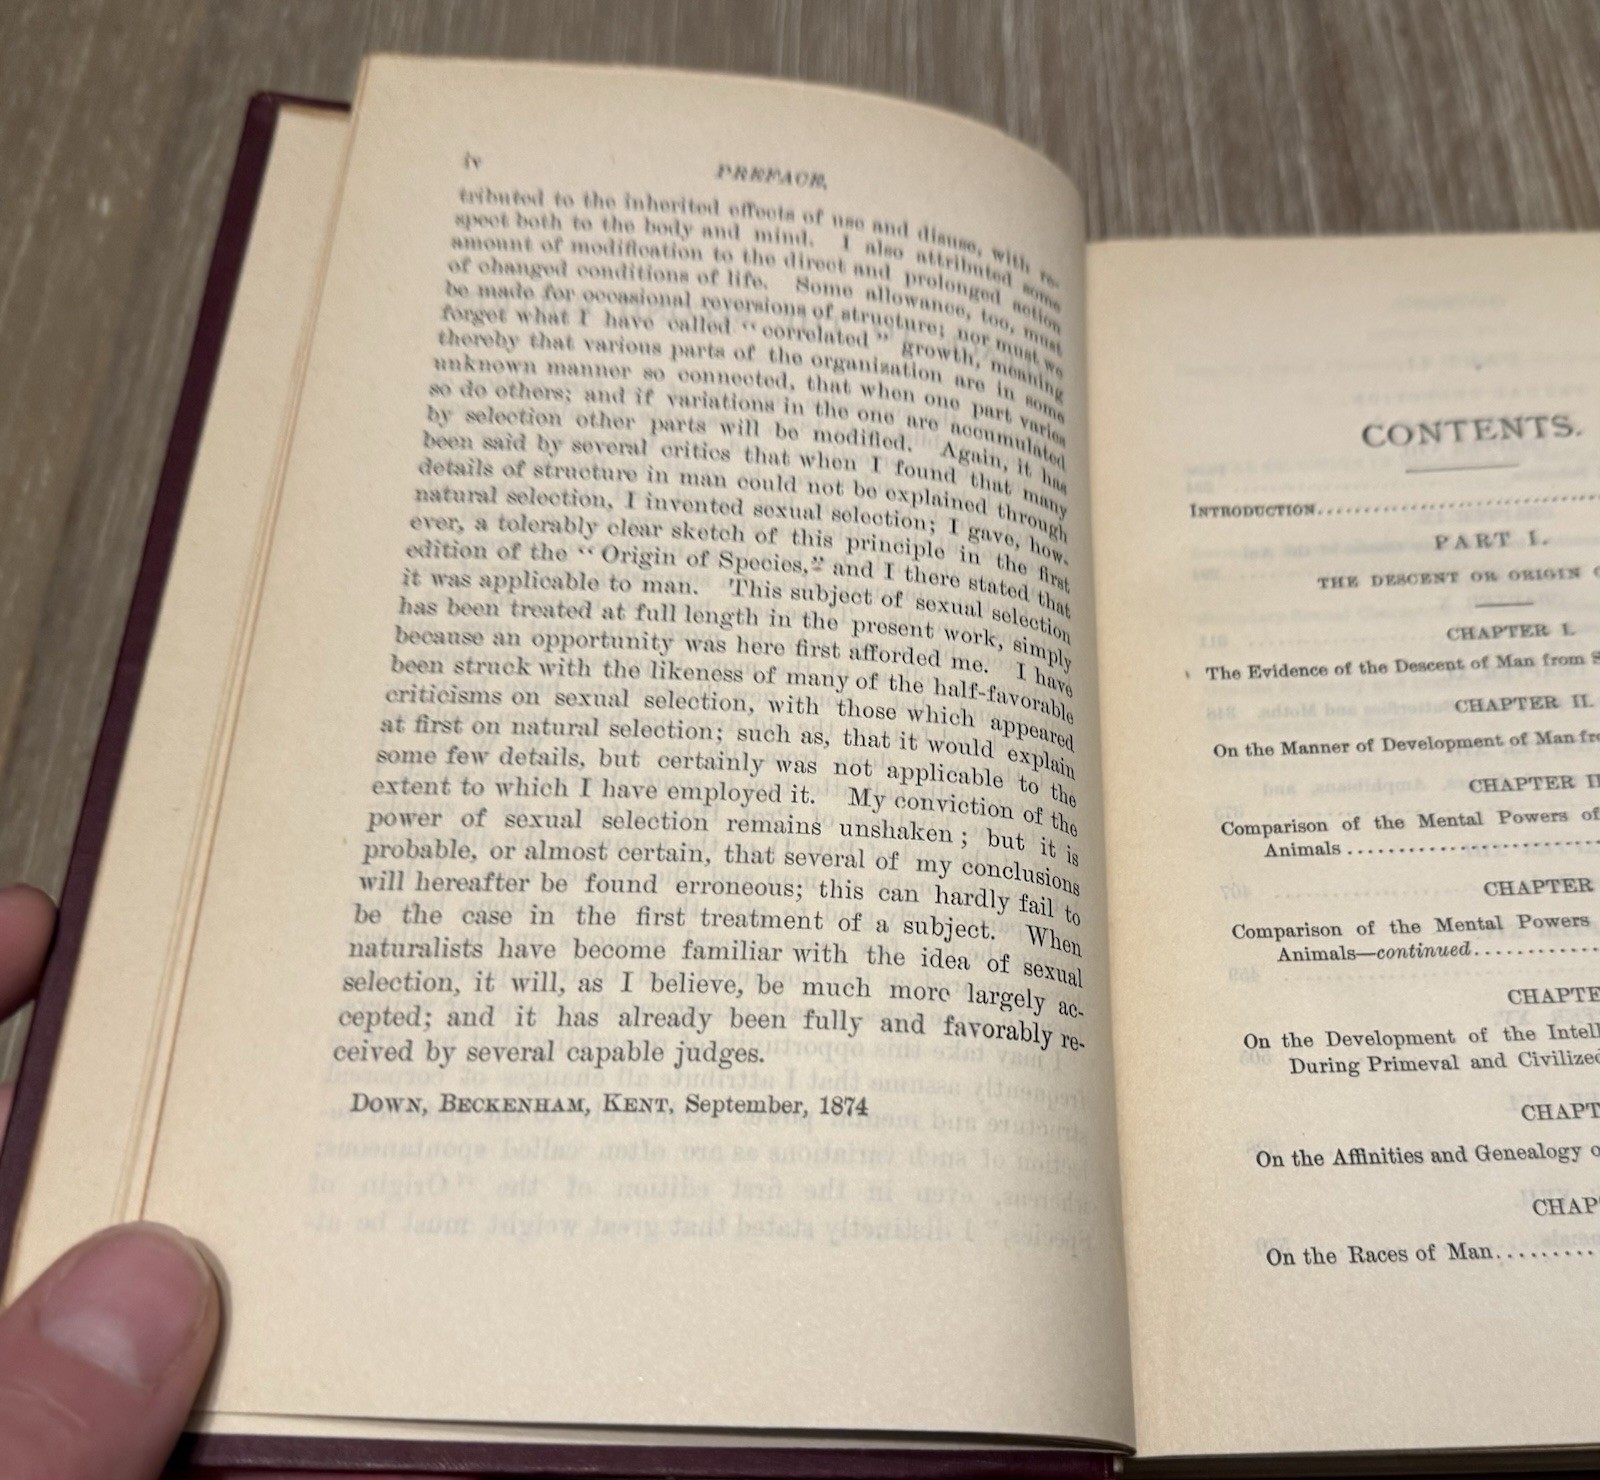 iv
PREFACE.
tributed to the inherited effects of use and disuse, with re-
spect both to the body and mind. I also attributed some
amount of modification to the direct and prolonged action
of changed conditions of life. Some allowance, too, must
be made for occasional reversions of structure; nor must we
forget what I have called "correlated" growth, meaning
thereby that various parts of the organization are in some
unknown manner so connected, that when one part varies
so do others; and if variations in the one are accumulated
by selection other parts will be modified. Again, it has
been said by several critics that when I found that many
details of structure in man could not be explained through
natural selection, I invented sexual selection; I gave, how-
ever, a tolerably clear sketch of this principle in the first
edition of the "Origin of Species," and I there stated that
it was applicable to man. This subject of sexual selection
has been treated at full length in the present work, simply
because an opportunity was here first afforded me. I have
been struck with the likeness of many of the half-favorable
criticisms on sexual selection, with those which appeared
at first on natural selection; such as, that it would explain
some few details, but certainly was not applicable to the
extent to which I have employed it. My conviction of the
power of sexual selection remains unshaken; but it is
probable, or almost certain, that several of my conclusions
will hereafter be found erroneous; this can hardly fail to
be the case in the first treatment of a subject. When
naturalists have become familiar with the idea of sexual
selection, it will, as I believe, be much more largely ac-
cepted; and it has already been fully and favorably re-
ceived by several capable judges.
DOWN, BECKENHAM, KENT, September, 1874
CONTENTS.
INTRODUCTION
PART I.
THE DESCENT OR ORIGIN
CHAPTER I.
The Evidence of the Descent of Man from
CHAPTER II.
On the Manner of Development of Man
CHAPTER
Comparison of the Mental Powers of
Animals
CHAPTER
Comparison of the Mental Powers
Animals—continued
On the Development of the
During Primeval and
On the Affinities and Genealogy
On the Races of Man